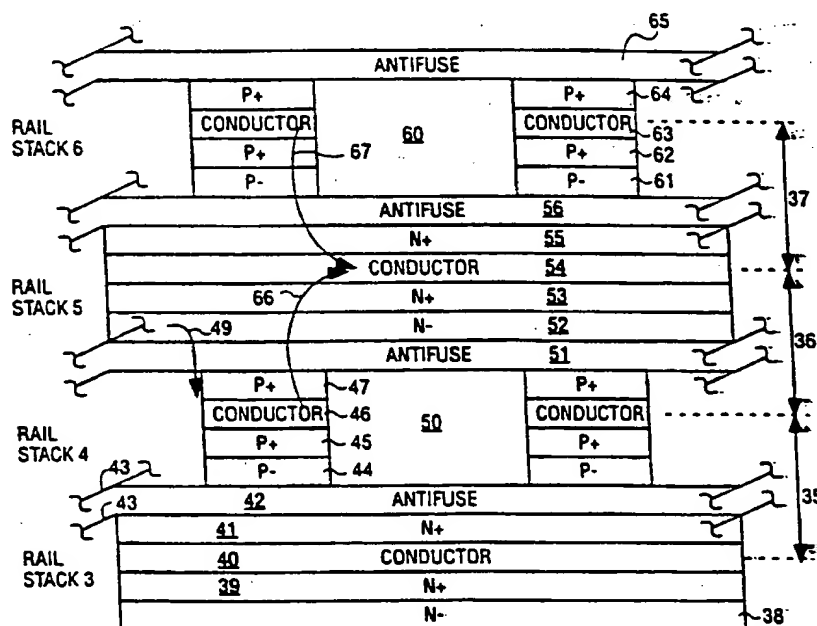 65
ANTIFUSE
P+ P+ 64
RAIL STACK 6
CONDUCTOR 60 CONDUCTOR 63
P+ 67 P+ 62
P- P- 61
37
ANTIFUSE 56
N+ 55
CONDUCTOR 54
RAIL STACK 5
66 N+ 53
49 N- 52
36
ANTIFUSE 51
P+ 47 P+
CONDUCTOR 46 50 CONDUCTOR
RAIL STACK 4
P+ 45 P+
43 P- 44 P-
35
43 42 ANTIFUSE
41 N+
RAIL STACK 3
40 CONDUCTOR
39 N+
N- 38